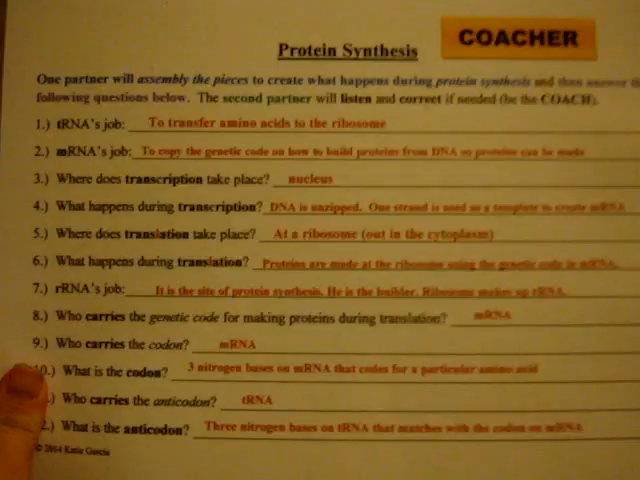 COACHER
Protein Synthesis
One partner will assembly the pieces to create what happens during protein synthesis and then answer
following questions below. The second partner will listen and correct if needed (be the COACH).
1.) tRNA's job: To transfer amino acids to the ribosome
2.) mRNA's job: To copy the genetic code on how to build proteins from DNA so proteins can be made
3.) Where does transcription take place? nucleus
4.) What happens during transcription? DNA is unzipped. One strand is used as a template to create mRNA
5.) Where does translation take place? At a ribosome (out in the cytoplasm)
6.) What happens during translation? Proteins are made at the ribosome using the genetic code in mRNA.
7.) rRNA's job: It is the site of protein synthesis. He is the builder. Ribosome makes up rRNA.
8.) Who carries the genetic code for making proteins during translation? mRNA
9.) Who carries the codon? mRNA
0.) What is the codon? 3 nitrogen bases on mRNA that codes for a particular amino acid
.) Who carries the anticodon? tRNA
2.) What is the anticodon? Three nitrogen bases on tRNA that matches with the codon on mRNA
© 2014 Katie Garcia